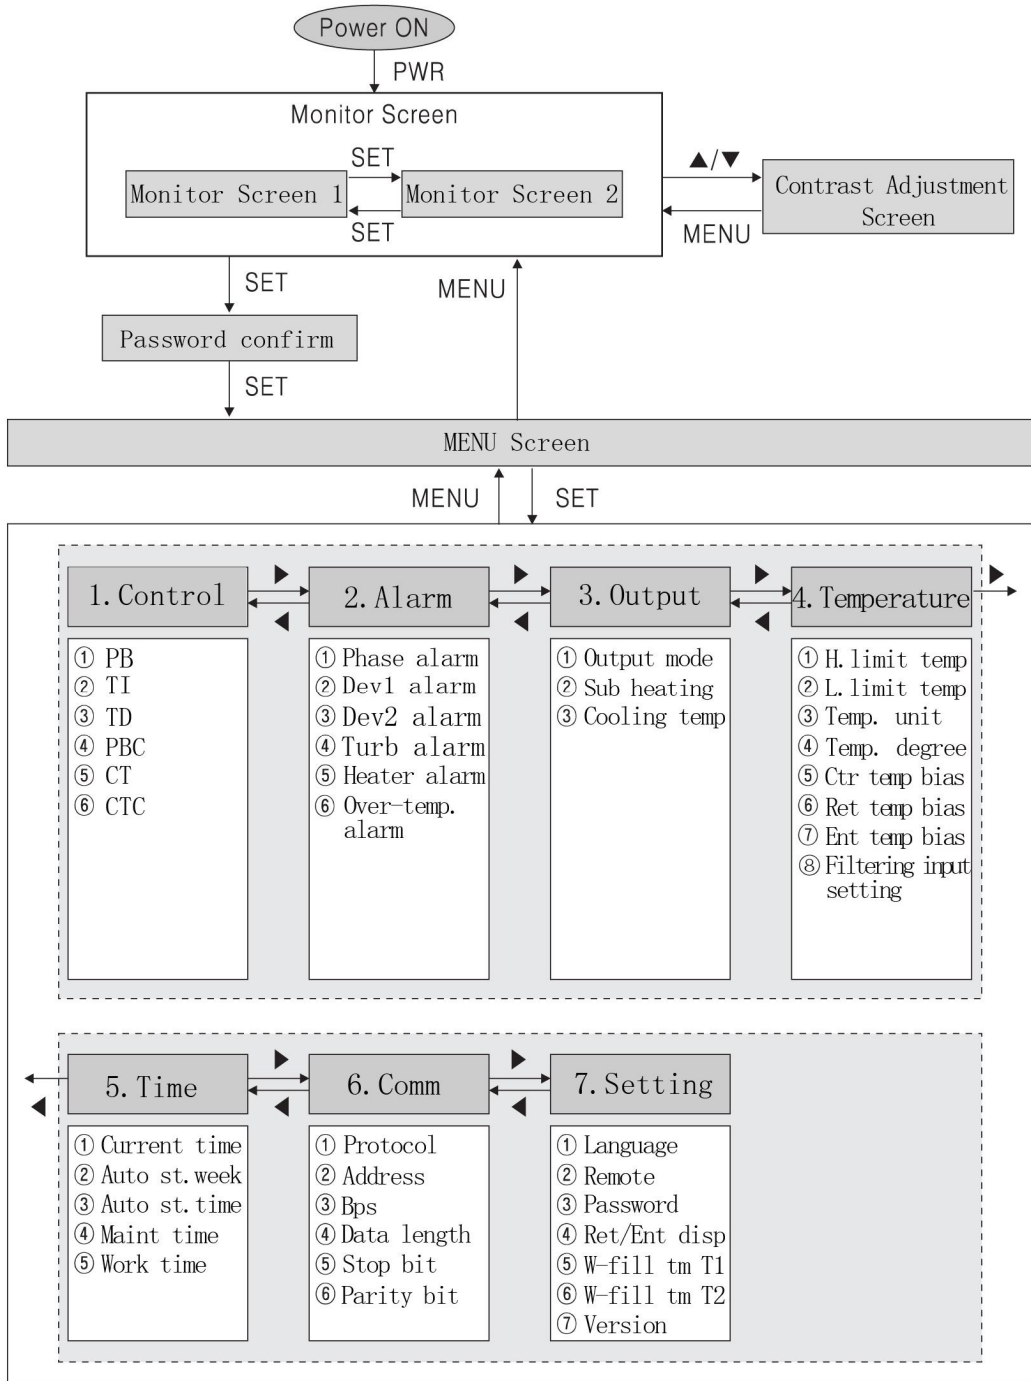 Power ON
PWR
Monitor Screen
SET
Monitor Screen 1
Monitor Screen 2
SET
▲/▼
MENU
Contrast Adjustment
Screen
SET
MENU
Password confirm
SET
MENU Screen
MENU
SET
1.Control
① PB
② TI
③ TD
④ PBC
⑤ CT
⑥ CTC
2.Alarm
① Phase alarm
② Dev1 alarm
③ Dev2 alarm
④ Turb alarm
⑤ Heater alarm
⑥ Over-temp.
alarm
3.Output
① Output mode
② Sub heating
③ Cooling temp
4.Temperature
① H.limit temp
② L.limit temp
③ Temp. unit
④ Temp. degree
⑤ Ctr temp bias
⑥ Ret temp bias
⑦ Ent temp bias
⑧ Filtering input
setting
5.Time
① Current time
② Auto st.week
③ Auto st.time
④ Maint time
⑤ Work time
6.Comm
① Protocol
② Address
③ Bps
④ Data length
⑤ Stop bit
⑥ Parity bit
7.Setting
① Language
② Remote
③ Password
④ Ret/Ent disp
⑤ W-fill tm T1
⑥ W-fill tm T2
⑦ Version